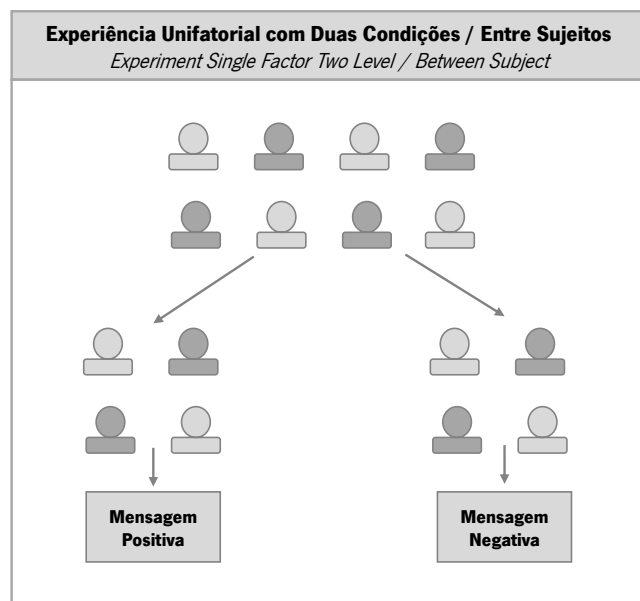 Experiência Unifatorial com Duas Condições / Entre Sujeitos
Experiment Single Factor Two Level / Between Subject
Mensagem
Positiva
Mensagem
Negativa